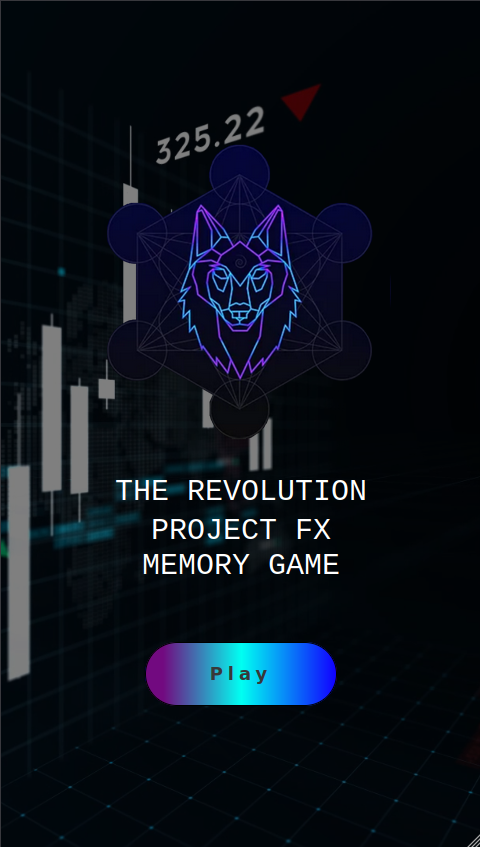 325.22
THE REVOLUTION
PROJECT FX
MEMORY GAME
Play